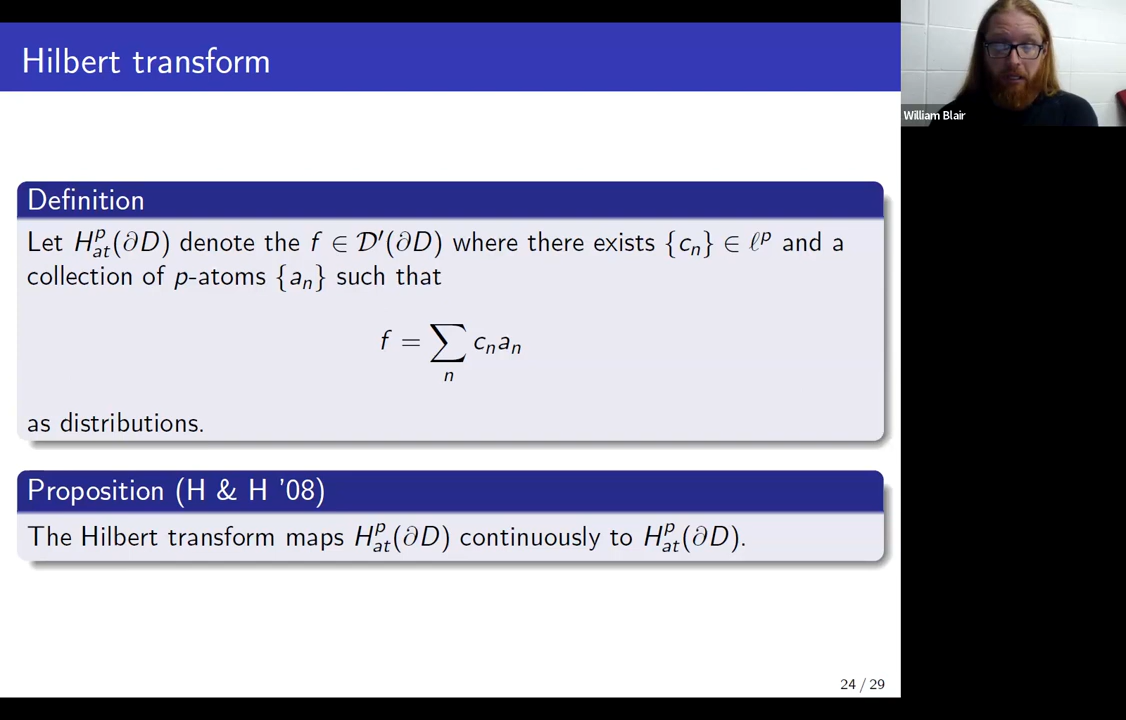 Hilbert transform
William Blair
Definition
Let $H^p_{at}(\partial D)$ denote the $f \in \mathcal{D}'(\partial D)$ where there exists $\{c_n\} \in \ell^p$ and a
collection of p-atoms $\{a_n\}$ such that
$f = \sum_n c_n a_n$
as distributions.
Proposition (H & H '08)
The Hilbert transform maps $H^p_{at}(\partial D)$ continuously to $H^p_{at}(\partial D)$.
24 / 29